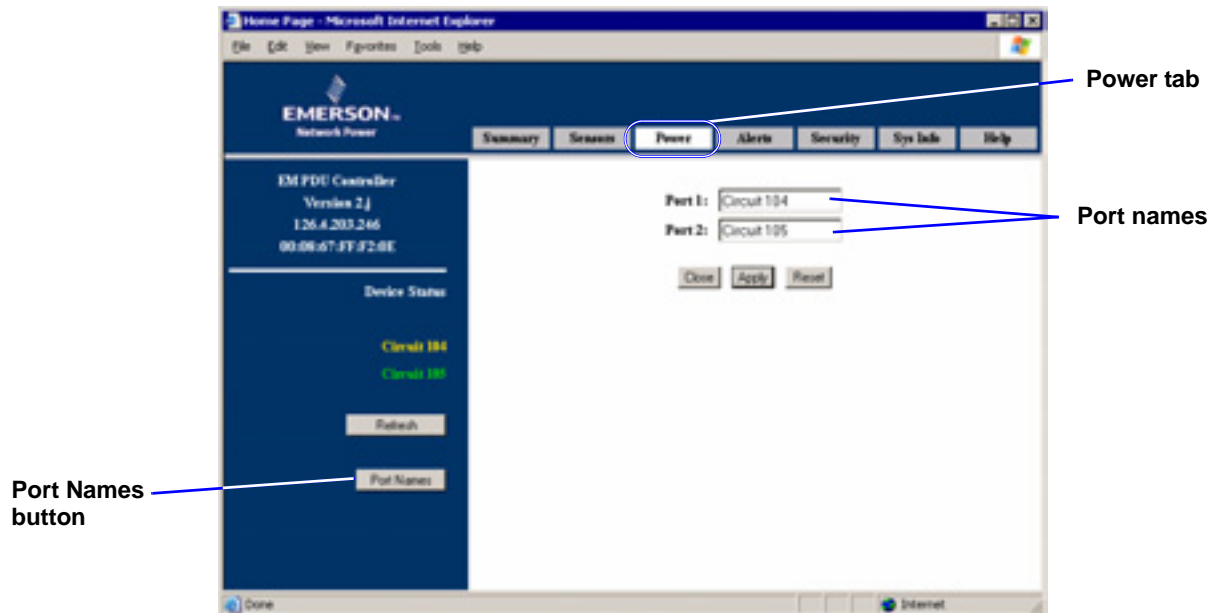 Home Page - Microsoft Internet Explorer
File Edit View Favorites Tools Help
Power tab
EMERSON™
Network Power
Summary Sensors Power Alerts Security Sys Info Help
EM PDU Controller
Version 2.j
126.4.203.246
00:08:67:FF:F2:0E
Port 1: Circuit 104
Port 2: Circuit 105
Port names
Close Apply Reset
Device Status
Circuit 104
Circuit 105
Refresh
Port Names
Port Names
button
Done Internet